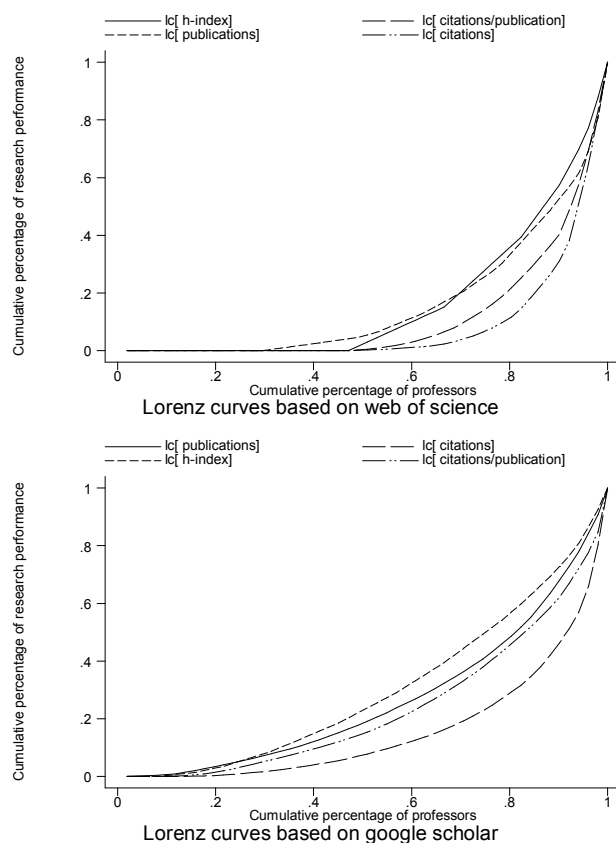 lc[ h-index] lc[ citations/publication]
lc[ publications] lc[ citations]
Cumulative percentage of research performance
1
.8
.6
.4
.2
0
0 .2 .4 .6 .8 1
Cumulative percentage of professors
Lorenz curves based on web of science
lc[ publications] lc[ citations]
lc[ h-index] lc[ citations/publication]
Cumulative percentage of research performance
1
.8
.6
.4
.2
0
0 .2 .4 .6 .8 1
Cumulative percentage of professors
Lorenz curves based on google scholar